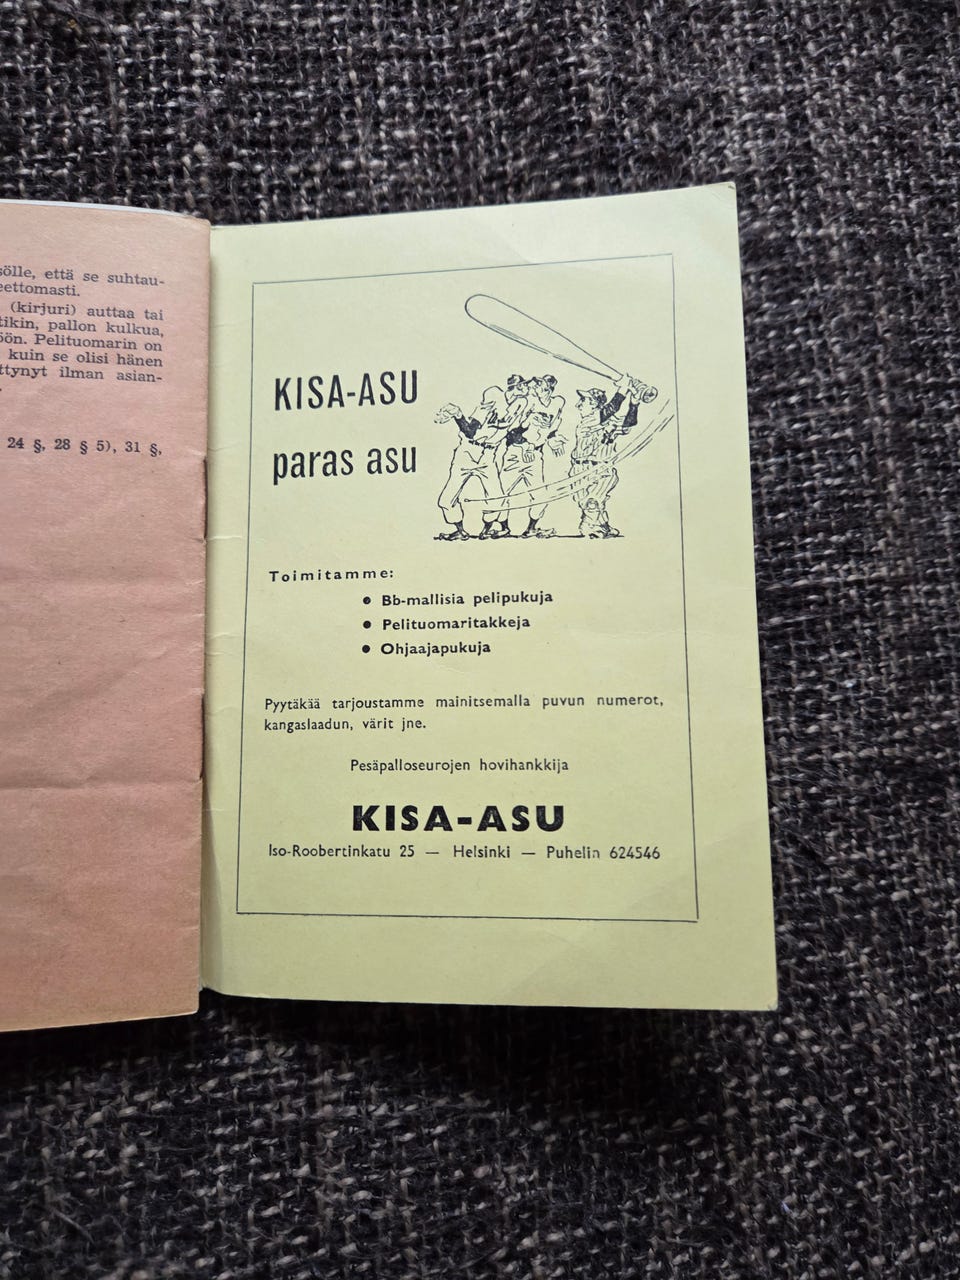 sölle, että se suhtau-
eettomasti.
(kirjuri) auttaa tai
tikin, pallon kulkua,
öön. Pelituomarin on
kuin se olisi hänen
ttynyt ilman asian-
24 §, 28 § 5), 31 §,
KISA-ASU
paras asu
Toimitamme:
• Bb-mallisia pelipukuja
• Pelituomaritakkeja
• Ohjaajapukuja
Pyytäkää tarjoustamme mainitsemalla puvun numerot,
kangaslaadun, värit jne.
Pesäpalloseurojen hovihankkija
KISA-ASU
Iso-Roobertinkatu 25 — Helsinki — Puhelin 624546